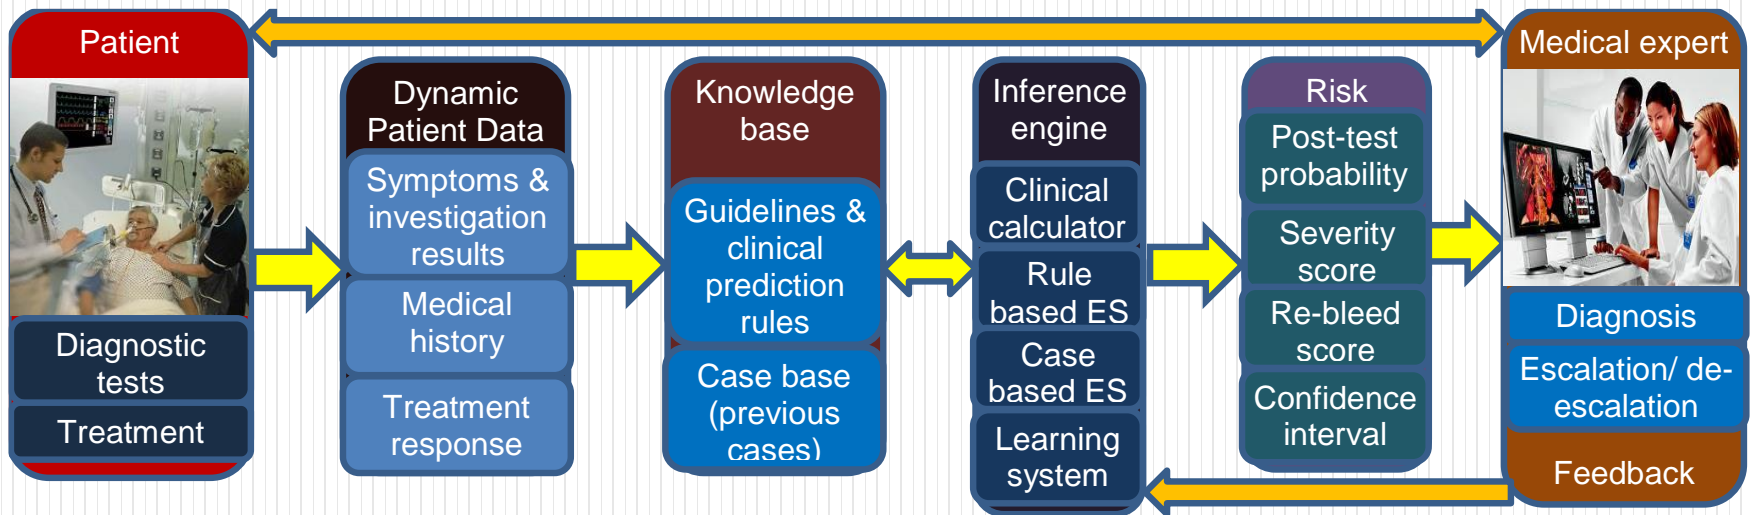 Patient
Diagnostic
tests
Treatment
Dynamic
Patient Data
Symptoms &
investigation
results
Medical
history
Treatment
response
Knowledge
base
Guidelines &
clinical
prediction
rules
Case base
(previous
cases)
Inference
engine
Clinical
calculator
Rule
based ES
Case
based ES
Learning
system
Risk
Post-test
probability
Severity
score
Re-bleed
score
Confidence
interval
Medical expert
Diagnosis
Escalation/ de-
escalation
Feedback